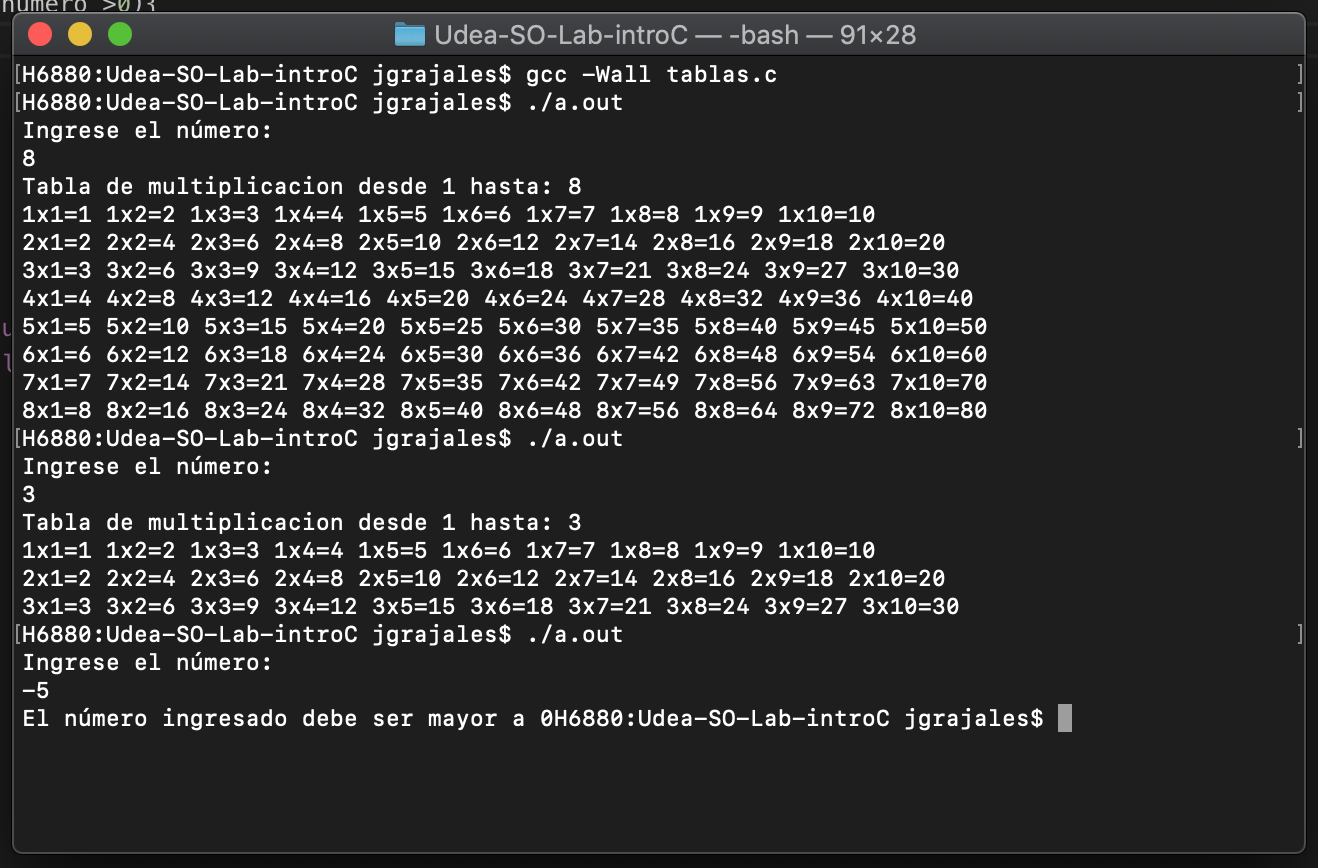 numero >0){
Udea-SO-Lab-introC — -bash — 91×28
[H6880:Udea-SO-Lab-introC jgrajales$ gcc -Wall tablas.c ]
[H6880:Udea-SO-Lab-introC jgrajales$ ./a.out ]
Ingrese el número:
8
Tabla de multiplicacion desde 1 hasta: 8
1x1=1 1x2=2 1x3=3 1x4=4 1x5=5 1x6=6 1x7=7 1x8=8 1x9=9 1x10=10
2x1=2 2x2=4 2x3=6 2x4=8 2x5=10 2x6=12 2x7=14 2x8=16 2x9=18 2x10=20
3x1=3 3x2=6 3x3=9 3x4=12 3x5=15 3x6=18 3x7=21 3x8=24 3x9=27 3x10=30
4x1=4 4x2=8 4x3=12 4x4=16 4x5=20 4x6=24 4x7=28 4x8=32 4x9=36 4x10=40
5x1=5 5x2=10 5x3=15 5x4=20 5x5=25 5x6=30 5x7=35 5x8=40 5x9=45 5x10=50
6x1=6 6x2=12 6x3=18 6x4=24 6x5=30 6x6=36 6x7=42 6x8=48 6x9=54 6x10=60
7x1=7 7x2=14 7x3=21 7x4=28 7x5=35 7x6=42 7x7=49 7x8=56 7x9=63 7x10=70
8x1=8 8x2=16 8x3=24 8x4=32 8x5=40 8x6=48 8x7=56 8x8=64 8x9=72 8x10=80
[H6880:Udea-SO-Lab-introC jgrajales$ ./a.out ]
Ingrese el número:
3
Tabla de multiplicacion desde 1 hasta: 3
1x1=1 1x2=2 1x3=3 1x4=4 1x5=5 1x6=6 1x7=7 1x8=8 1x9=9 1x10=10
2x1=2 2x2=4 2x3=6 2x4=8 2x5=10 2x6=12 2x7=14 2x8=16 2x9=18 2x10=20
3x1=3 3x2=6 3x3=9 3x4=12 3x5=15 3x6=18 3x7=21 3x8=24 3x9=27 3x10=30
[H6880:Udea-SO-Lab-introC jgrajales$ ./a.out ]
Ingrese el número:
-5
El número ingresado debe ser mayor a 0H6880:Udea-SO-Lab-introC jgrajales$